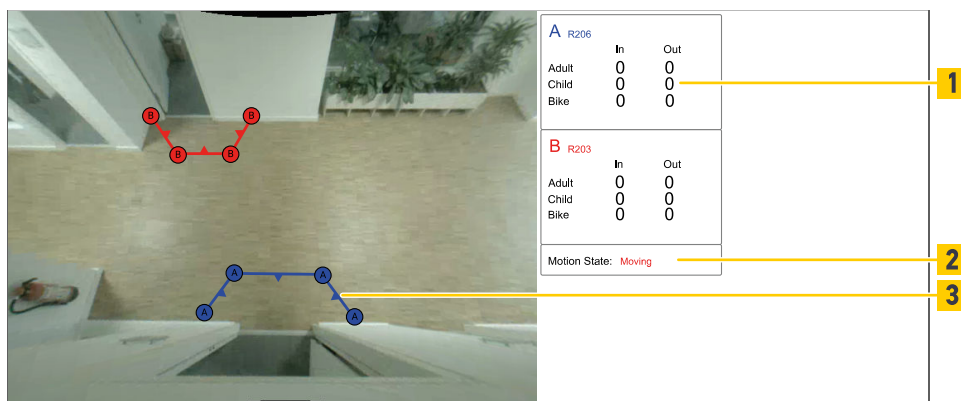 A R206
In Out
Adult 0 0
Child 0 0
Bike 0 0
B R203
In Out
Adult 0 0
Child 0 0
Bike 0 0
Motion State: Moving
1
2
3
B B
B B
A A
A A